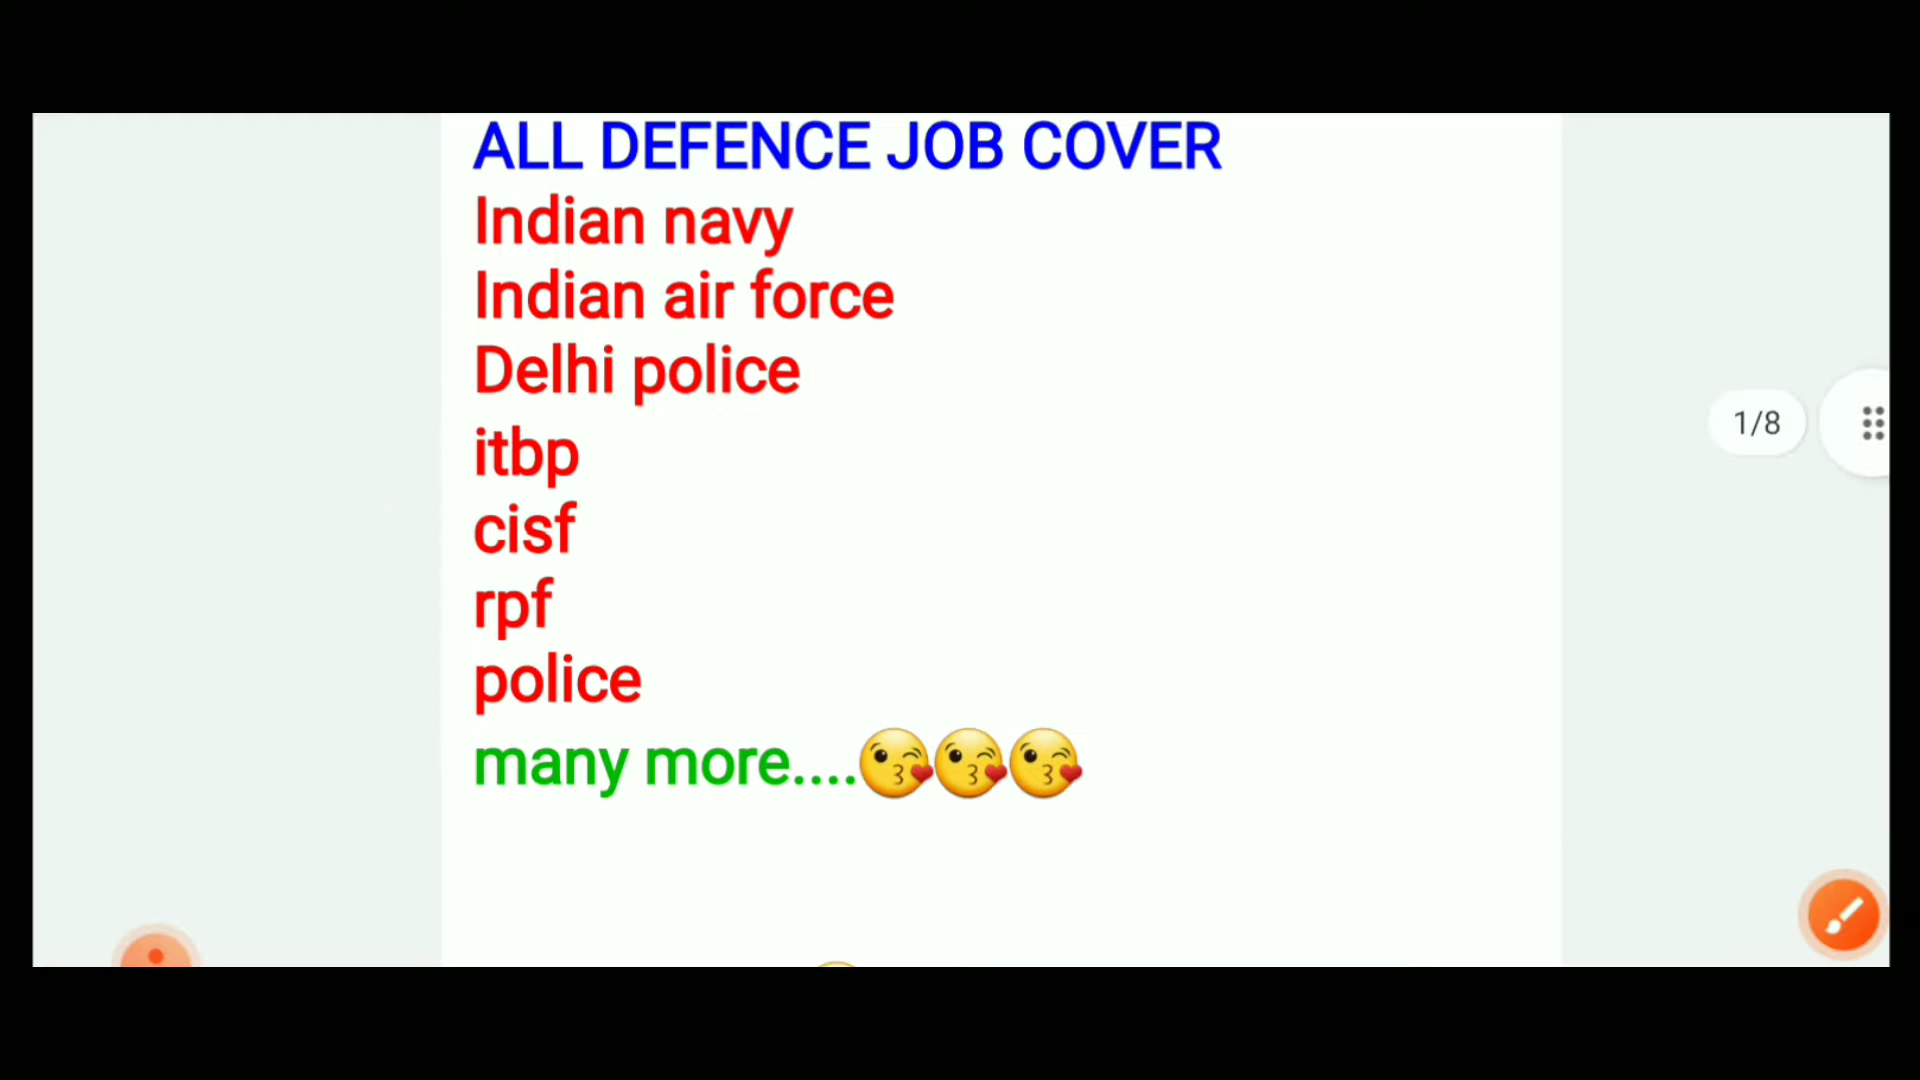 ALL DEFENCE JOB COVER
Indian navy
Indian air force
Delhi police
itbp
cisf
rpf
police
many more....😘😘😘
1/8